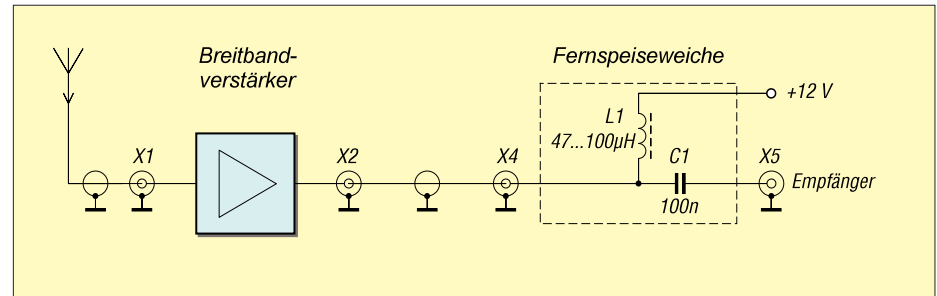 Breitband-
verstärker
Fernspeiseweiche
+12 V
L1
47...100µH
X1
X2
X4
C1
X5
Empfänger
100n